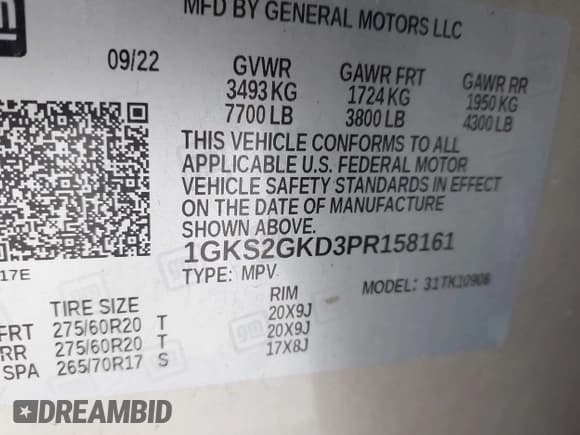 gm
MFD BY GENERAL MOTORS LLC
09/22
GVWR GAWR FRT GAWR RR
3493 KG 1724 KG 1950 KG
7700 LB 3800 LB 4300 LB
THIS VEHICLE CONFORMS TO ALL
APPLICABLE U.S. FEDERAL MOTOR
VEHICLE SAFETY STANDARDS IN EFFECT
ON THE DATE OF MANUFACTURE
SHOWN ABOVE.
1GKS2GKD3PR158161
17E
TYPE: MPV MODEL: 31TK10906
TIRE SIZE RIM
FRT 275/60R20 T 20X9J
RR 275/60R20 T 20X9J
SPA 265/70R17 S 17X8J
DREAMBID